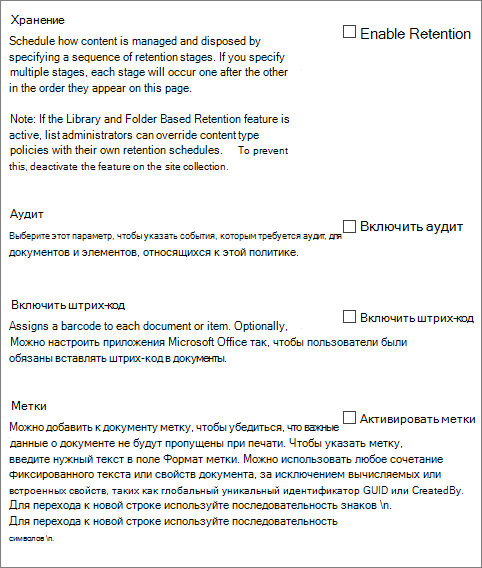 Хранение
Enable Retention
Schedule how content is managed and disposed by
specifying a sequence of retention stages. If you specify
multiple stages, each stage will occur one after the other
in the order they appear on this page.
Note: If the Library and Folder Based Retention feature is
active, list administrators can override content type
policies with their own retention schedules. To prevent
this, deactivate the feature on the site collection.
Аудит
Включить аудит
Выберите этот параметр, чтобы указать события, которым требуется аудит, для
документов и элементов, относящихся к этой политике.
Включить штрих-код
Включить штрих-код
Assigns a barcode to each document or item. Optionally,
Можно настроить приложения Microsoft Office так, чтобы пользователи были
обязаны вставлять штрих-код в документы.
Метки
Активировать метки
Можно добавить к документу метку, чтобы убедиться, что важные
данные о документе не будут пропущены при печати. Чтобы указать метку,
введите нужный текст в поле Формат метки. Можно использовать любое сочетание
фиксированного текста или свойств документа, за исключением вычисляемых или
встроенных свойств, таких как глобальный уникальный идентификатор GUID или CreatedBy.
Для перехода к новой строке используйте последовательность знаков \n.
Для перехода к новой строке используйте последовательность
символов \n.